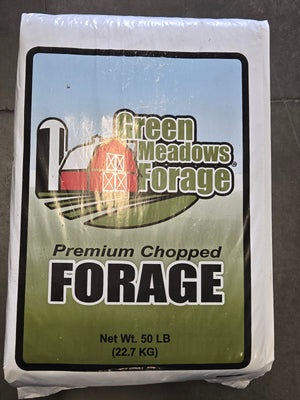 Green
Meadows
Forage®
Premium Chopped
FORAGE
Net Wt. 50 LB
(22.7 KG)